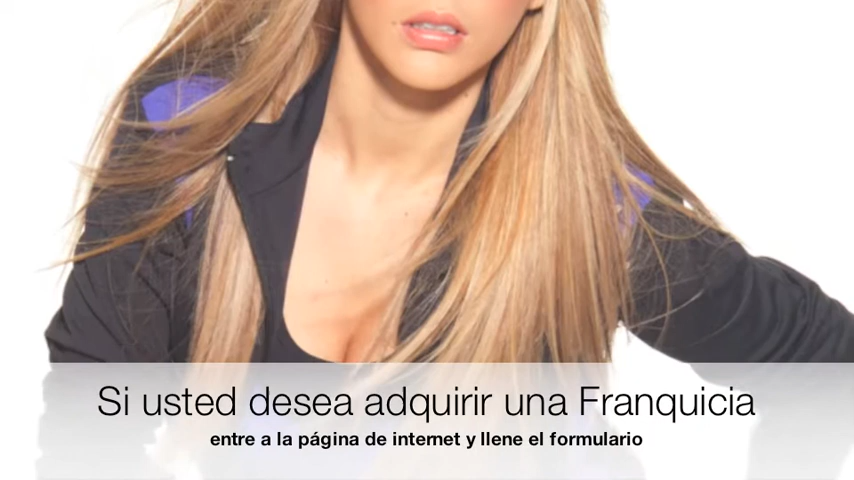 Si usted desea adquirir una Franquicia
entre a la página de internet y llene el formulario